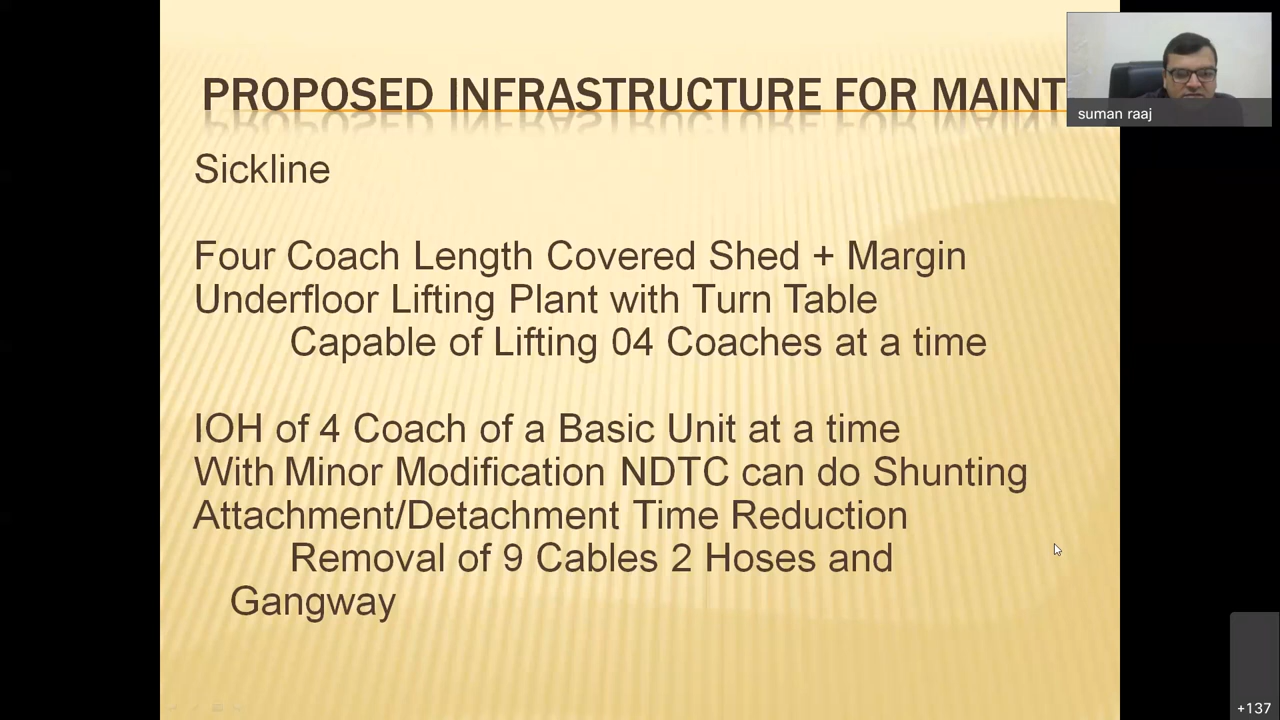 PROPOSED INFRASTRUCTURE FOR MAINT
suman raaj
Sickline
Four Coach Length Covered Shed + Margin
Underfloor Lifting Plant with Turn Table
Capable of Lifting 04 Coaches at a time
IOH of 4 Coach of a Basic Unit at a time
With Minor Modification NDTC can do Shunting
Attachment/Detachment Time Reduction
Removal of 9 Cables 2 Hoses and
Gangway
+137